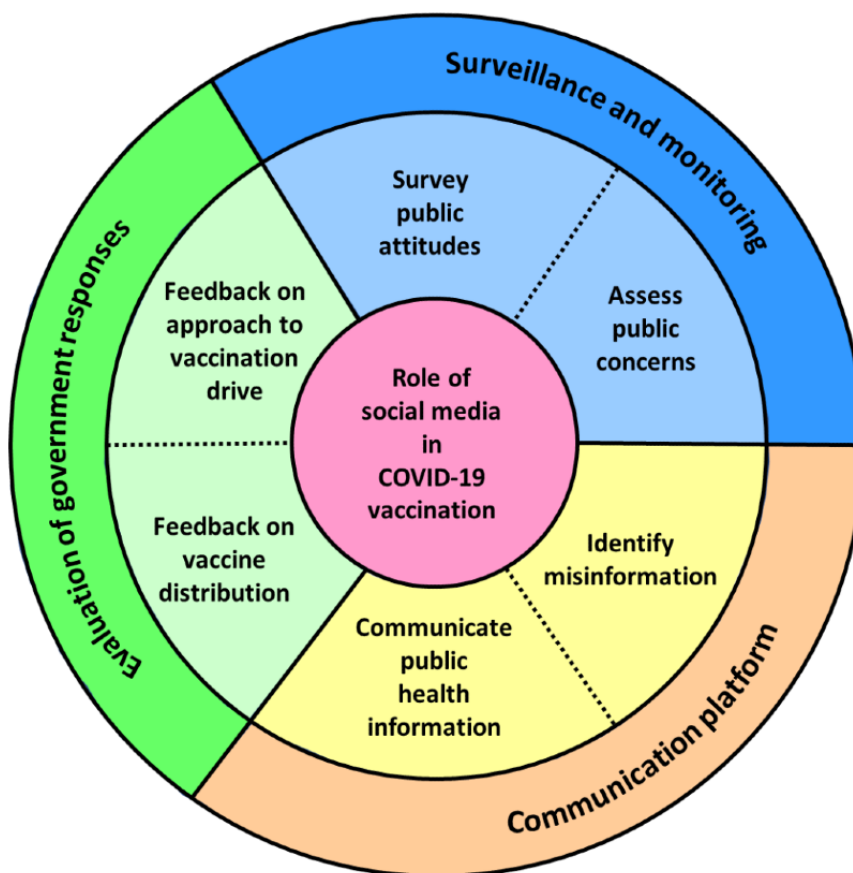 Surveillance and monitoring
Survey
public
attitudes
Assess
public
concerns
Evaluation of government responses
Feedback on
approach to
vaccination
drive
Feedback on
vaccine
distribution
Role of
social media
in
COVID-19
vaccination
Identify
misinformation
Communicate
public
health
information
Communication platform